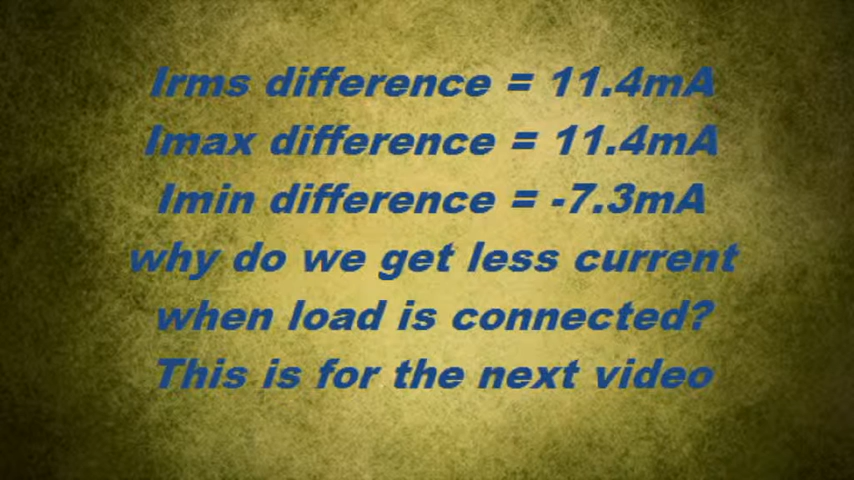 Irms difference = 11.4mA
Imax difference = 11.4mA
Imin difference = -7.3mA
why do we get less current
when load is connected?
This is for the next video